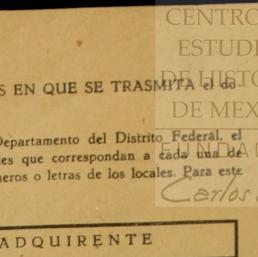 CENTRO
ESTUDI
DE HISTO
DE MEX
FUNDAC
Carlos
S EN QUE SE TRASMITA el do-
Departamento del Distrito Federal, el
es que correspondan a cada una de
neros o letras de los locales. Para este
ADQUIRENTE